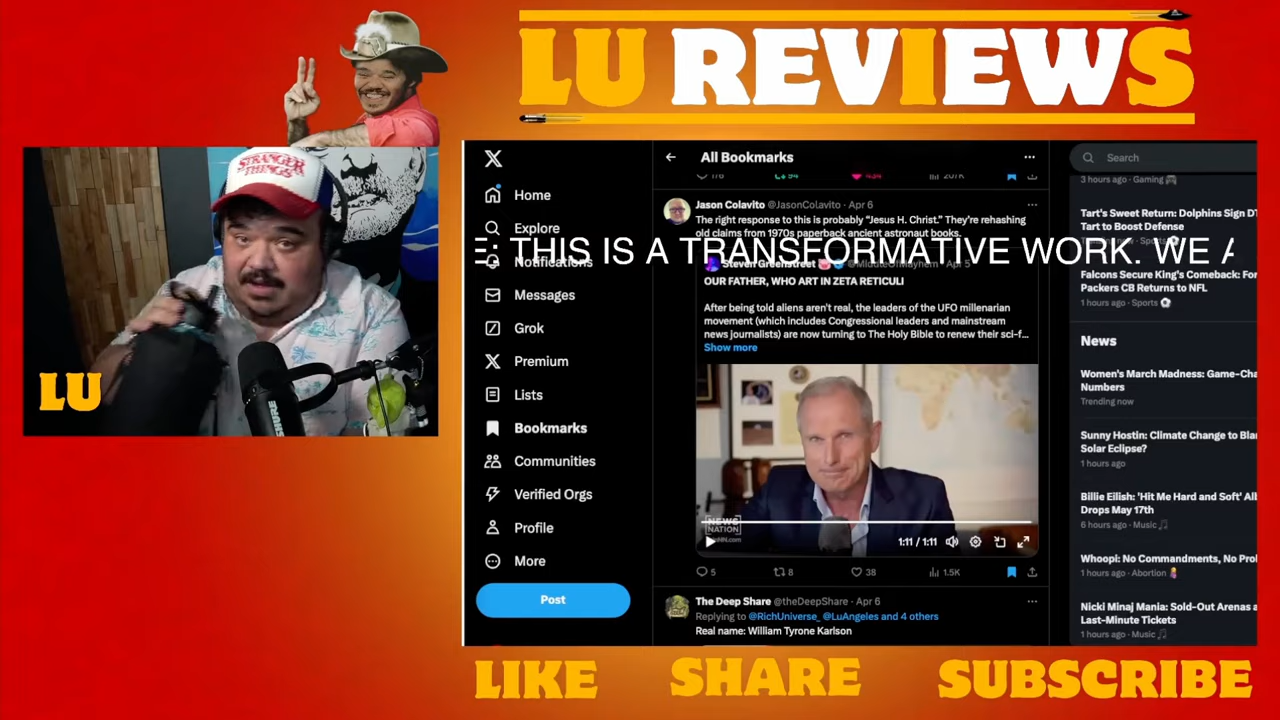 LU REVIEWS
STRANGER
THINGS
LU
SHURE
Home
Explore
Notifications
Messages
Grok
Premium
Lists
Bookmarks
Communities
Verified Orgs
Profile
More
Post
All Bookmarks
94
434
207K
Jason Colavito @JasonColavito · Apr 6
The right response to this is probably "Jesus H. Christ." They're rehashing
old claims from 1970s paperback ancient astronaut books.
E: THIS IS A TRANSFORMATIVE WORK. WE A
Steven Greenstreet @MiddleOfMayhem · Apr 5
OUR FATHER, WHO ART IN ZETA RETICULI
After being told aliens aren't real, the leaders of the UFO millenarian
movement (which includes Congressional leaders and mainstream
news journalists) are now turning to The Holy Bible to renew their sci-f...
Show more
NEWS
NATION
1:11 / 1:11
5
8
38
1.5K
The Deep Share @theDeepShare · Apr 6
Replying to @RichUniverse_ @LuAngeles and 4 others
Real name: William Tyrone Karlson
Search
3 hours ago · Gaming
Tart's Sweet Return: Dolphins Sign DT
Tart to Boost Defense
Falcons Secure King's Comeback: For
Packers CB Returns to NFL
1 hours ago · Sports
News
Women's March Madness: Game-Cha
Numbers
Trending now
Sunny Hostin: Climate Change to Bla
Solar Eclipse?
1 hours ago
Billie Eilish: 'Hit Me Hard and Soft' Al
Drops May 17th
6 hours ago · Music
Whoopi: No Commandments, No Pro
1 hours ago · Abortion
Nicki Minaj Mania: Sold-Out Arenas a
Last-Minute Tickets
1 hours ago · Music
LIKE SHARE SUBSCRIBE